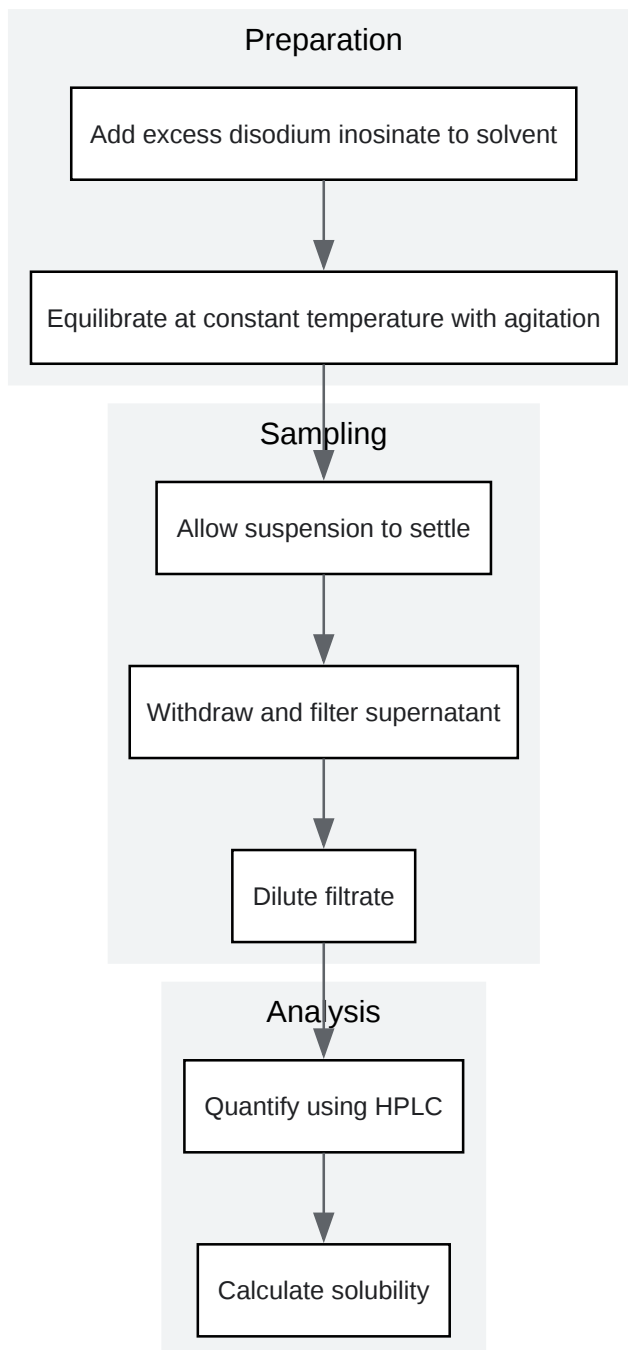 Preparation
Add excess disodium inosinate to solvent
Equilibrate at constant temperature with agitation
Sampling
Allow suspension to settle
Withdraw and filter supernatant
Dilute filtrate
Analysis
Quantify using HPLC
Calculate solubility